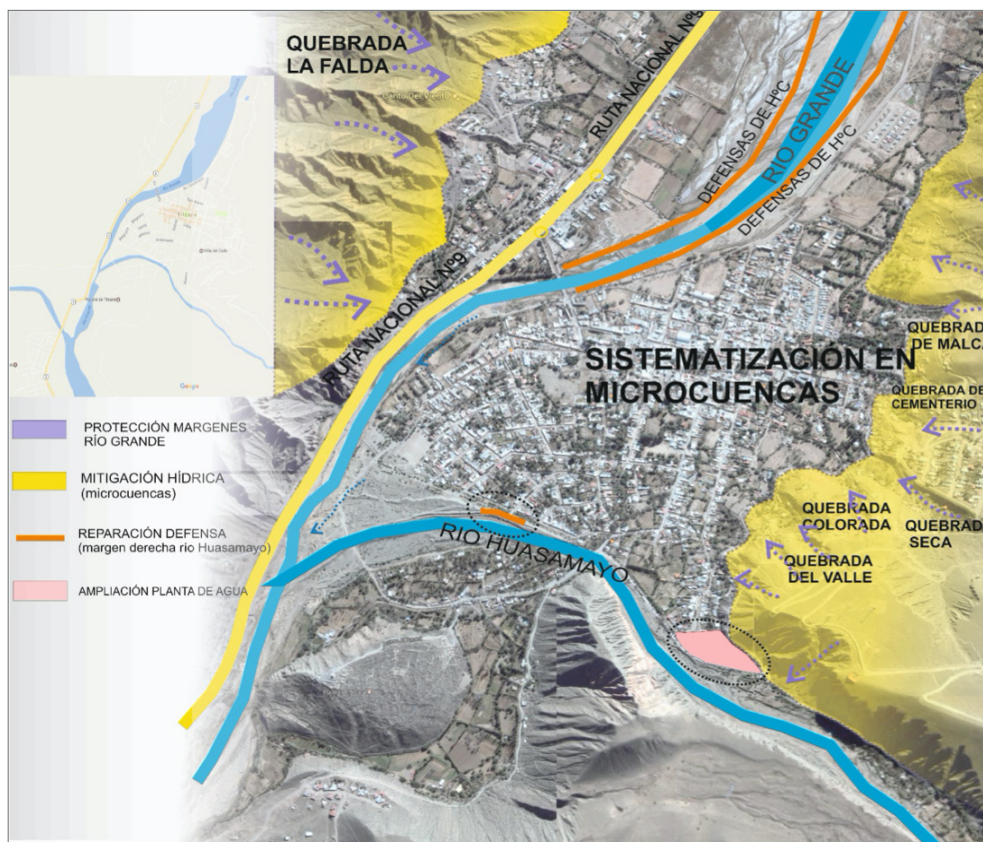 QUEBRADA
LA FALDA
RUTA NACIONAL Nº9
DEFENSAS DE HºC
RIO GRANDE
DEFENSAS DE HºC
RUTA NACIONAL Nº9
SISTEMATIZACIÓN EN
MICROCUENCAS
QUEBRAD
DE MALCA
QUEBRADA DE
CEMENTERIO
QUEBRADA
COLORADA
QUEBRAD
SECA
QUEBRADA
DEL VALLE
RIO HUASAMAYO
Google
PROTECCIÓN MARGENES
RÍO GRANDE
MITIGACIÓN HÍDRICA
(microcuencas)
REPARACIÓN DEFENSA
(margen derecha rio Huasamayo)
AMPLIACIÓN PLANTA DE AGUA